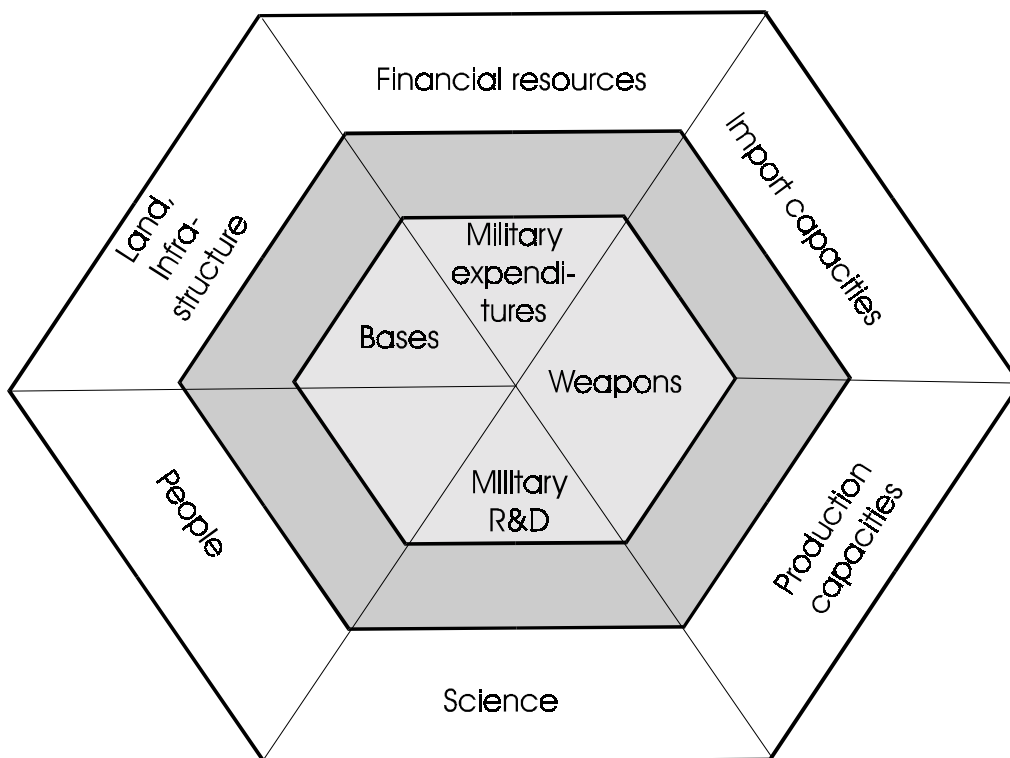 Financial resources
Import capacities
Land,
Infra-
structure
Military
expendi-
tures
Bases
Weapons
Military
R&D
People
Production
capacities
Science